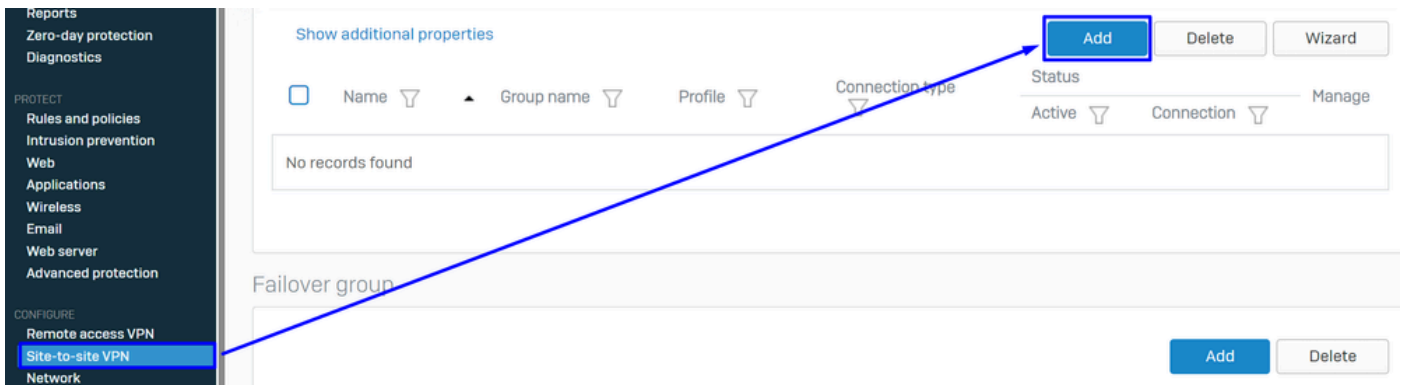 Reports
Zero-day protection
Diagnostics
PROTECT
Rules and policies
Intrusion prevention
Web
Applications
Wireless
Email
Web server
Advanced protection
CONFIGURE
Remote access VPN
Site-to-site VPN
Network
Show additional properties
Add Delete Wizard
Name Group name Profile Connection type Status Manage
Active Connection
No records found
Failover group
Add Delete